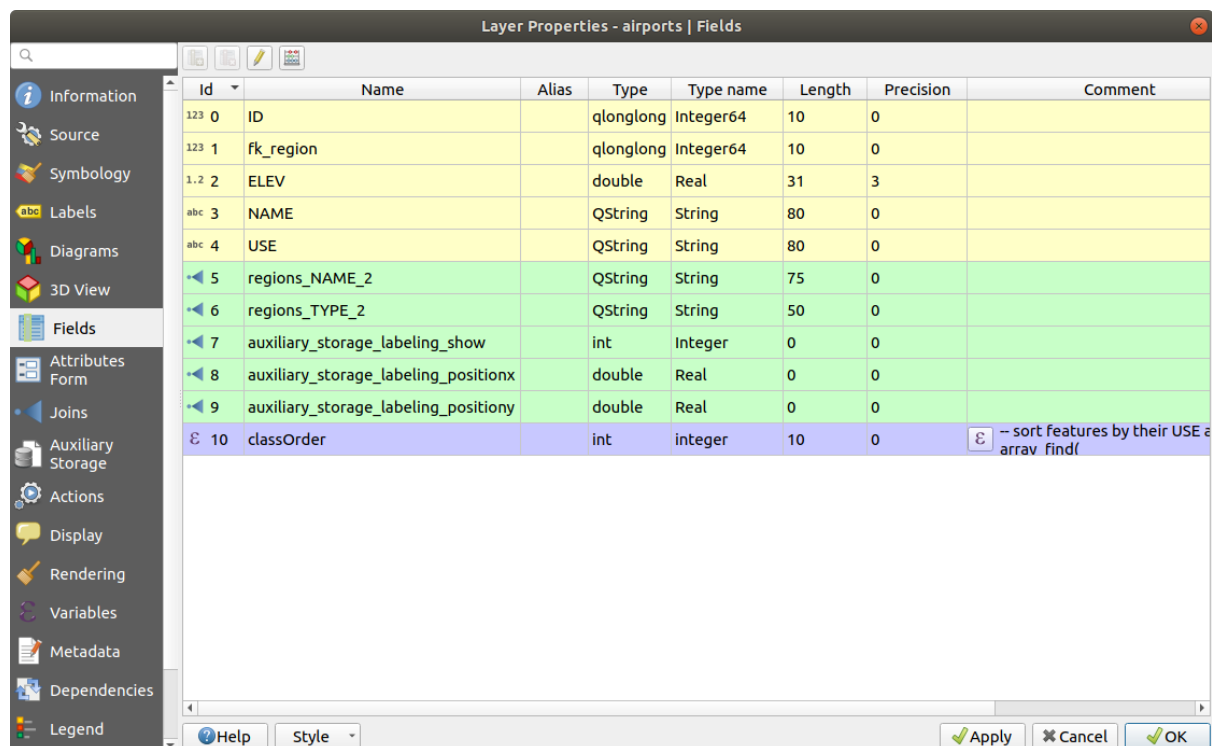 Layer Properties - airports | Fields
Information
Source
Symbology
abc Labels
Diagrams
3D View
Fields
Attributes
Form
Joins
Auxiliary
Storage
Actions
Display
Rendering
Variables
Metadata
Dependencies
Legend
Id Name Alias Type Type name Length Precision Comment
123 0 ID qlonglong Integer64 10 0
123 1 fk_region qlonglong Integer64 10 0
1.2 2 ELEV double Real 31 3
abc 3 NAME QString String 80 0
abc 4 USE QString String 80 0
5 regions_NAME_2 QString String 75 0
6 regions_TYPE_2 QString String 50 0
7 auxiliary_storage_labeling_show int Integer 0 0
8 auxiliary_storage_labeling_positionx double Real 0 0
9 auxiliary_storage_labeling_positiony double Real 0 0
ε 10 classOrder int integer 10 0 ε -- sort features by their USE a
array_find(
Help Style Apply Cancel OK